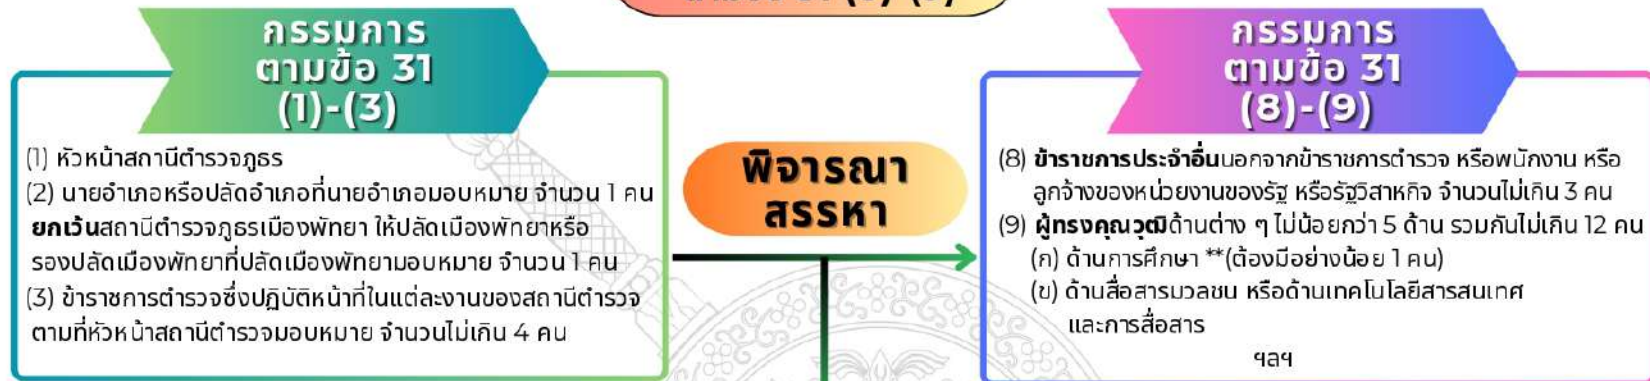 กรรมการ
ตามข้อ 31
(1)-(3)
(1) หัวหน้าสถานีตำรวจภูธร
(2) นายอำเภอหรือปลัดอำเภอที่นายอำเภอมอบหมาย จำนวน 1 คน
ยกเว้นสถานีตำรวจภูธรเมืองพัทยา ให้ปลัดเมืองพัทยาหรือ
รองปลัดเมืองพัทยาที่ปลัดเมืองพัทยามอบหมาย จำนวน 1 คน
(3) ข้าราชการตำรวจซึ่งปฏิบัติหน้าที่ในแต่ละงานของสถานีตำรวจ
ตามที่หัวหน้าสถานีตำรวจมอบหมาย จำนวนไม่เกิน 4 คน
พิจารณา
สรรหา
กรรมการ
ตามข้อ 31
(8)-(9)
(8) ข้าราชการประจำอื่นนอกจากข้าราชการตำรวจ หรือพนักงาน หรือ
ลูกจ้างของหน่วยงานของรัฐ หรือรัฐวิสาหกิจ จำนวนไม่เกิน 3 คน
(9) ผู้ทรงคุณวุฒิด้านต่าง ๆ ไม่น้อยกว่า 5 ด้าน รวมกันไม่เกิน 12 คน
(ก) ด้านการศึกษา **(ต้องมีอย่างน้อย 1 คน)
(ข) ด้านสื่อสารมวลชน หรือด้านเทคโนโลยีสารสนเทศ
และการสื่อสาร
ฯลฯ